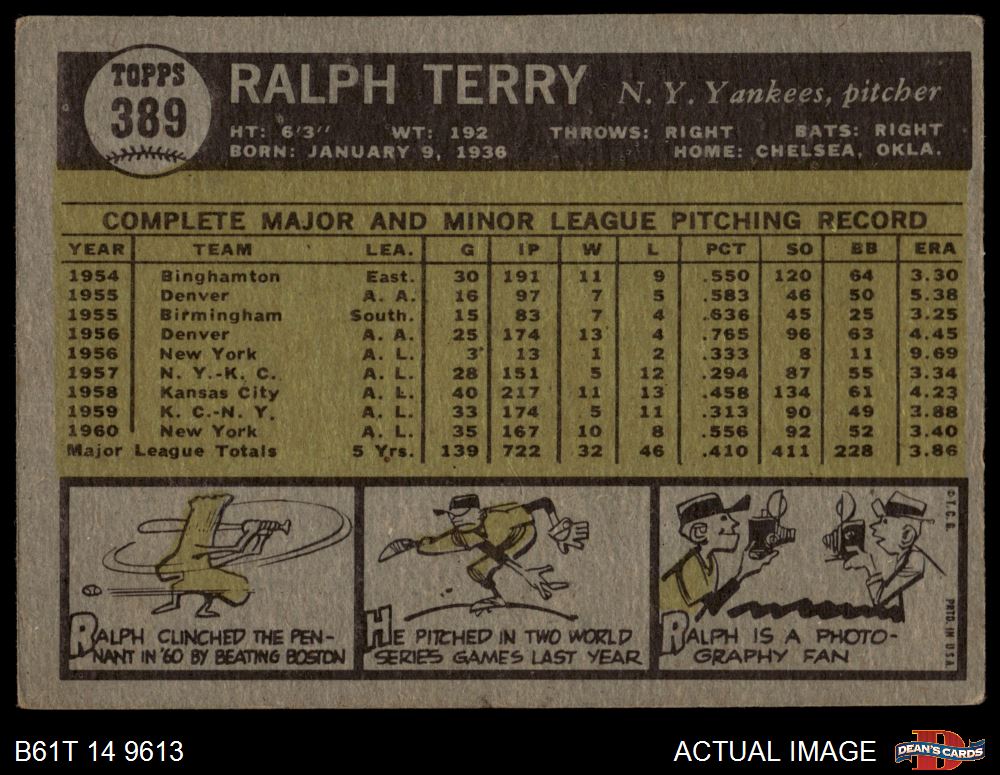 TOPPS
389
RALPH TERRY N. Y. Yankees, pitcher
HT: 6'3" WT: 192 THROWS: RIGHT BATS: RIGHT
BORN: JANUARY 9, 1936 HOME: CHELSEA, OKLA.
COMPLETE MAJOR AND MINOR LEAGUE PITCHING RECORD
YEAR TEAM LEA. G IP W L PCT SO BB ERA
1954 Binghamton East. 30 191 11 9 .550 120 64 3.30
1955 Denver A. A. 16 97 7 5 .583 46 50 5.38
1955 Birmingham South. 15 83 7 4 .636 45 25 3.25
1956 Denver A. A. 25 174 13 4 .765 96 63 4.45
1956 New York A. L. 3 13 1 2 .333 8 11 9.69
1957 N. Y.-K. C. A. L. 28 151 5 12 .294 87 55 3.34
1958 Kansas City A. L. 40 217 11 13 .458 134 61 4.23
1959 K. C.-N. Y. A. L. 33 174 5 11 .313 90 49 3.88
1960 New York A. L. 35 167 10 8 .556 92 52 3.40
Major League Totals 5 Yrs. 139 722 32 46 .410 411 228 3.86
RALPH CLINCHED THE PEN-
NANT IN '60 BY BEATING BOSTON
HE PITCHED IN TWO WORLD
SERIES GAMES LAST YEAR
RALPH IS A PHOTO-
GRAPHY FAN
© T. C. G.
PRTD. IN U.S.A.
B61T 14 9613
ACTUAL IMAGE
DEAN'S CARDS